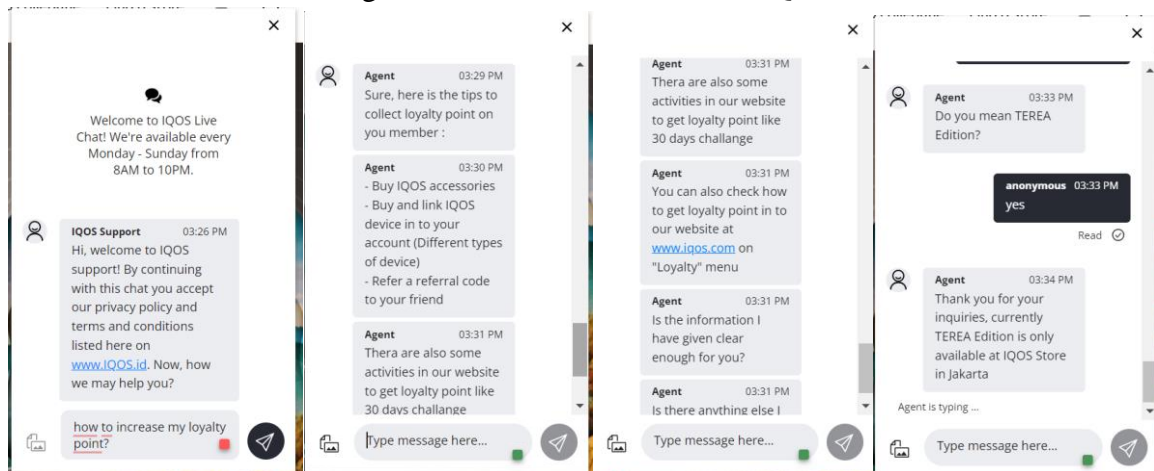 Welcome to IQOS Live
Chat! We're available every
Monday - Sunday from
8AM to 10PM.
IQOS Support 03:26 PM
Hi, welcome to IQOS
support! By continuing
with this chat you accept
our privacy policy and
terms and conditions
listed here on
www.IQOS.id. Now, how
we may help you?
how to increase my loyalty
point?
Agent 03:29 PM
Sure, here is the tips to
collect loyalty point on
you member :
Agent 03:30 PM
- Buy IQOS accessories
- Buy and link IQOS
device in to your
account (Different types
of device)
- Refer a referral code
to your friend
Agent 03:31 PM
Thera are also some
activities in our website
to get loyalty point like
30 days challange
Type message here...
Agent 03:31 PM
Thera are also some
activities in our website
to get loyalty point like
30 days challange
Agent 03:31 PM
You can also check how
to get loyalty point in to
our website at
www.iqos.com on
"Loyalty" menu
Agent 03:31 PM
Is the information I
have given clear
enough for you?
Agent 03:31 PM
Is there anything else I
Type message here...
Agent 03:33 PM
Do you mean TEREA
Edition?
anonymous 03:33 PM
yes
Read
Agent 03:34 PM
Thank you for your
inquiries, currently
TEREA Edition is only
available at IQOS Store
in Jakarta
Agent is typing ...
Type message here...